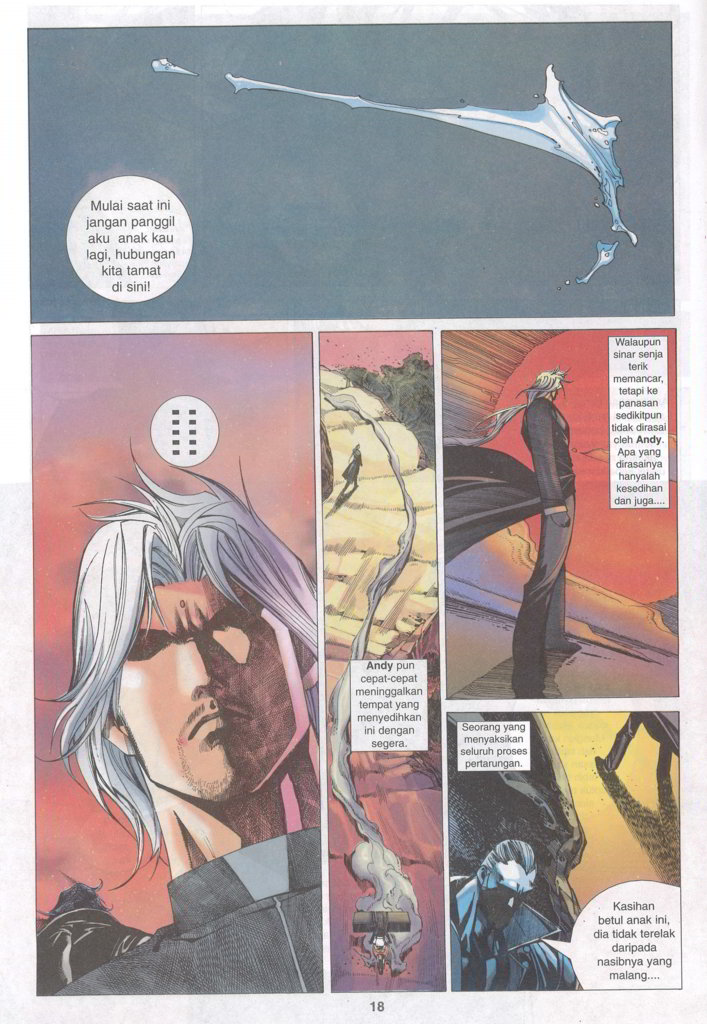 Mulai saat ini
jangan panggil
aku anak kau
lagi, hubungan
kita tamat
di sini!
Walaupun
sinar senja
terik
memancar,
tetapi ke
panasan
sedikitpun
tidak dirasai
oleh Andy.
Apa yang
dirasainya
hanyalah
kesedihan
dan juga....
Andy pun
cepat-cepat
meninggalkan
tempat yang
menyedihkan
ini dengan
segera.
Seorang yang
menyaksikan
seluruh proses
pertarungan.
Kasihan
betul anak ini,
dia tidak terelak
daripada
nasibnya yang
malang....
18